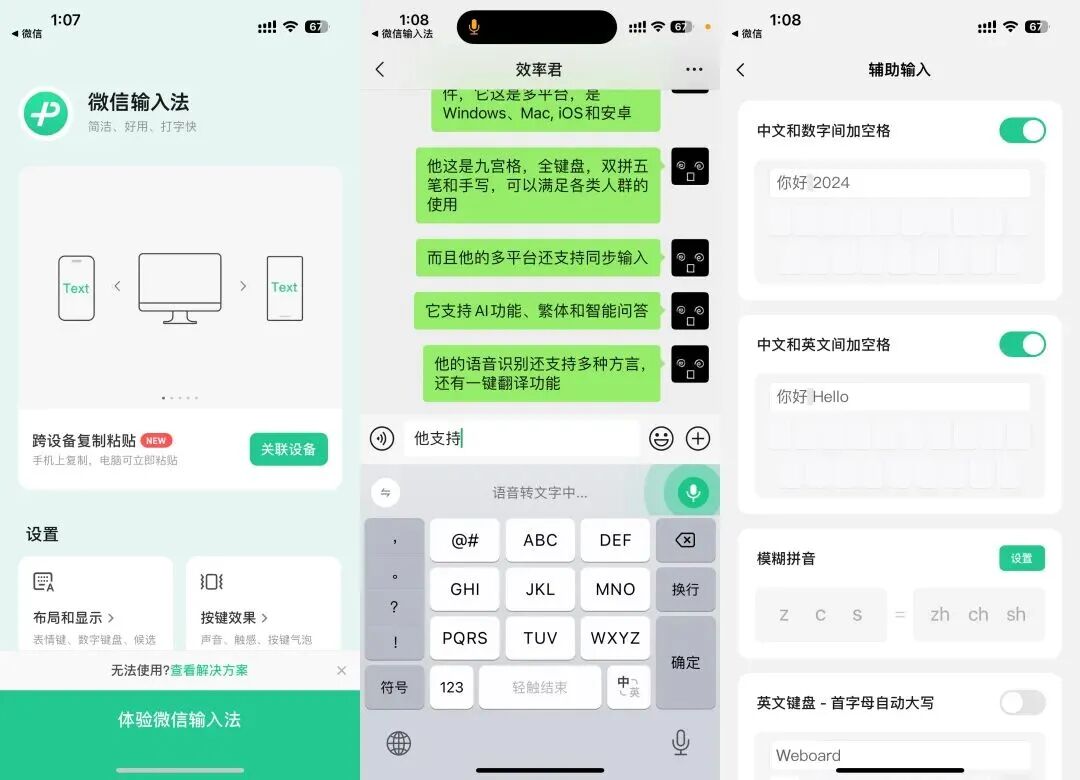 1:07
67
◀ 微信
微信输入法
简洁、好用、打字快
Text
Text
跨设备复制粘贴 NEW
手机上复制，电脑可立即粘贴
关联设备
设置
布局和显示 >
表情键、数字键盘、候选
按键效果 >
声音、触感、按键气泡
无法使用?查看解决方案
体验微信输入法
1:08
67
◀ 微信输入法
效率君
件，它这是多平台，是
Windows、Mac, iOS和安卓
他这是九宫格，全键盘，双拼五
笔和手写，可以满足各类人群的
使用
而且他的多平台还支持同步输入
它支持 AI 功能、繁体和智能问答
他的语音识别还支持多种方言，
还有一键翻译功能
他支持
语音转文字中...
， @# ABC DEF
。 GHI JKL MNO 换行
?
! PQRS TUV WXYZ
确定
符号 123 轻触结束 中英
1:08
67
◀ 微信
辅助输入
中文和数字间加空格
你好 2024
中文和英文间加空格
你好 Hello
模糊拼音 设置
z c s = zh ch sh
英文键盘 - 首字母自动大写
Weboard